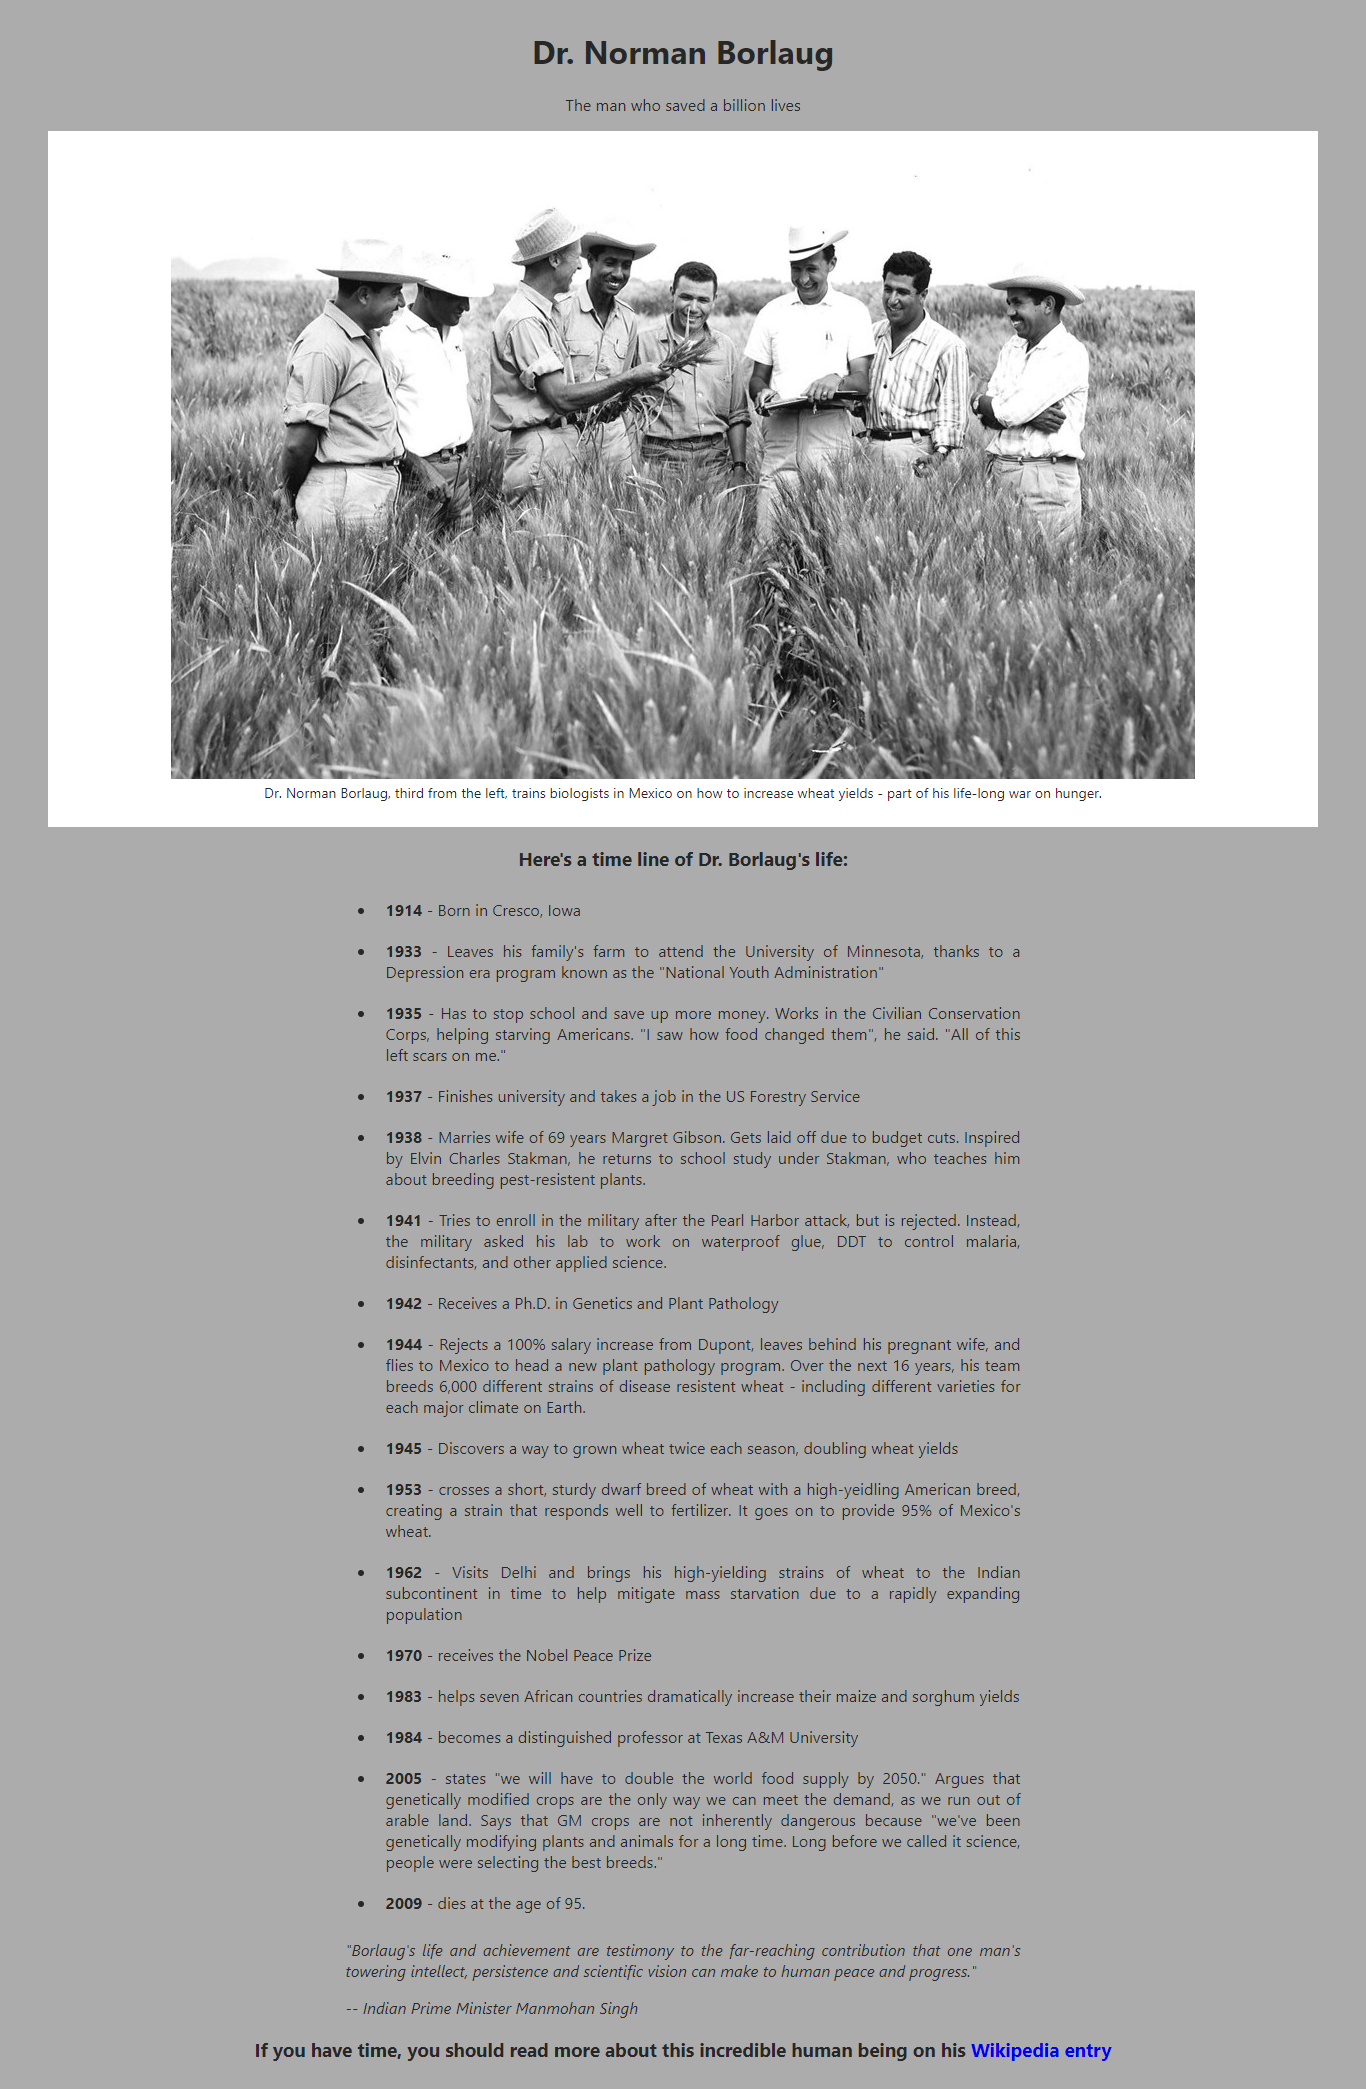 Dr. Norman Borlaug
The man who saved a billion lives
Dr. Norman Borlaug, third from the left, trains biologists in Mexico on how to increase wheat yields - part of his life-long war on hunger.
Here's a time line of Dr. Borlaug's life:
1914 - Born in Cresco, Iowa
1933 - Leaves his family's farm to attend the University of Minnesota, thanks to a
Depression era program known as the "National Youth Administration"
1935 - Has to stop school and save up more money. Works in the Civilian Conservation
Corps, helping starving Americans. "I saw how food changed them", he said. "All of this
left scars on me."
1937 - Finishes university and takes a job in the US Forestry Service
1938 - Marries wife of 69 years Margret Gibson. Gets laid off due to budget cuts. Inspired
by Elvin Charles Stakman, he returns to school study under Stakman, who teaches him
about breeding pest-resistent plants.
1941 - Tries to enroll in the military after the Pearl Harbor attack, but is rejected. Instead,
the military asked his lab to work on waterproof glue, DDT to control malaria,
disinfectants, and other applied science.
1942 - Receives a Ph.D. in Genetics and Plant Pathology
1944 - Rejects a 100% salary increase from Dupont, leaves behind his pregnant wife, and
flies to Mexico to head a new plant pathology program. Over the next 16 years, his team
breeds 6,000 different strains of disease resistent wheat - including different varieties for
each major climate on Earth.
1945 - Discovers a way to grown wheat twice each season, doubling wheat yields
1953 - crosses a short, sturdy dwarf breed of wheat with a high-yeidling American breed,
creating a strain that responds well to fertilizer. It goes on to provide 95% of Mexico's
wheat.
1962 - Visits Delhi and brings his high-yielding strains of wheat to the Indian
subcontinent in time to help mitigate mass starvation due to a rapidly expanding
population
1970 - receives the Nobel Peace Prize
1983 - helps seven African countries dramatically increase their maize and sorghum yields
1984 - becomes a distinguished professor at Texas A&M University
2005 - states "we will have to double the world food supply by 2050." Argues that
genetically modified crops are the only way we can meet the demand, as we run out of
arable land. Says that GM crops are not inherently dangerous because "we've been
genetically modifying plants and animals for a long time. Long before we called it science,
people were selecting the best breeds."
2009 - dies at the age of 95.
"Borlaug's life and achievement are testimony to the far-reaching contribution that one man's
towering intellect, persistence and scientific vision can make to human peace and progress."
-- Indian Prime Minister Manmohan Singh
If you have time, you should read more about this incredible human being on his Wikipedia entry